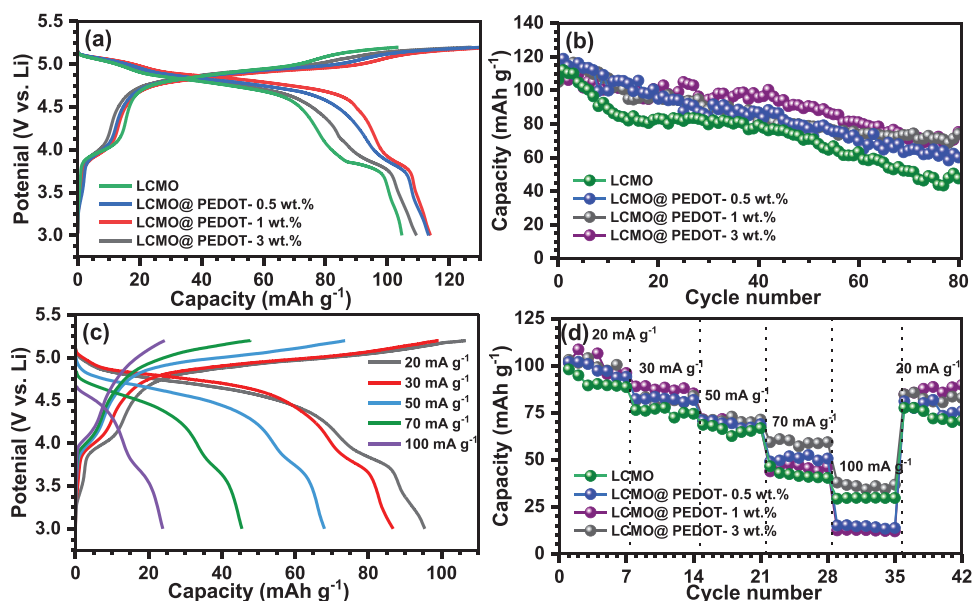 (a)
5.5
5.0
4.5
4.0
3.5
3.0
Potenial (V vs. Li)
LCMO
LCMO@ PEDOT- 0.5 wt.%
LCMO@ PEDOT- 1 wt.%
LCMO@ PEDOT- 3 wt.%
0 20 40 60 80 100 120
Capacity (mAh g⁻¹)
(b)
140
120
100
80
60
40
20
0
Capacity (mAh g⁻¹)
LCMO
LCMO@ PEDOT- 0.5 wt.%
LCMO@ PEDOT- 1 wt.%
LCMO@ PEDOT- 3 wt.%
0 20 40 60 80
Cycle number
(c)
5.5
5.0
4.5
4.0
3.5
3.0
Potenial (V vs. Li)
20 mA g⁻¹
30 mA g⁻¹
50 mA g⁻¹
70 mA g⁻¹
100 mA g⁻¹
0 20 40 60 80 100
Capacity (mAh g⁻¹)
(d)
125
100
75
50
25
0
Capacity (mAh g⁻¹)
20 mA g⁻¹
30 mA g⁻¹
50 mA g⁻¹
70 mA g⁻¹
100 mA g⁻¹
20 mA g⁻¹
LCMO
LCMO@ PEDOT- 0.5 wt.%
LCMO@ PEDOT- 1 wt.%
LCMO@ PEDOT- 3 wt.%
0 7 14 21 28 35 42
Cycle number